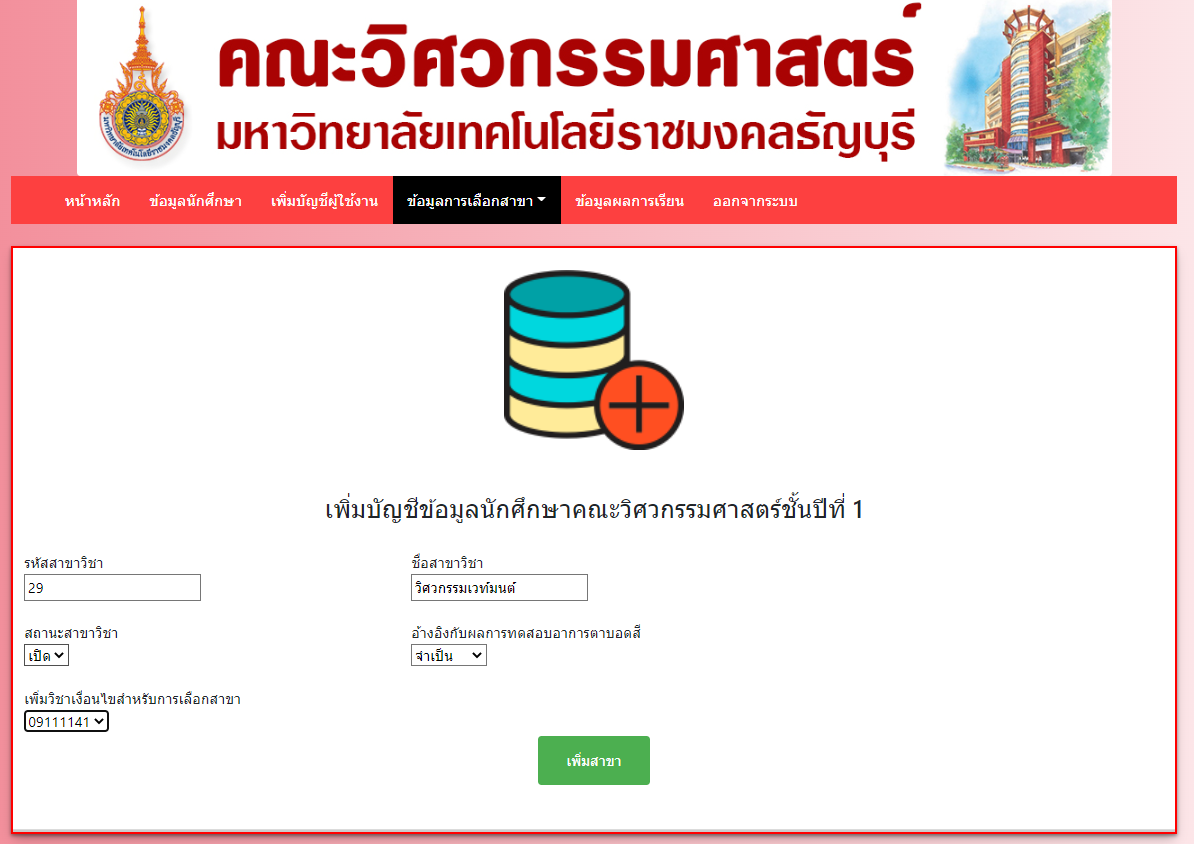 คณะวิศวกรรมศาสตร์
มหาวิทยาลัยเทคโนโลยีราชมงคลธัญบุรี
หน้าหลัก ข้อมูลนักศึกษา เพิ่มบัญชีผู้ใช้งาน ข้อมูลการเลือกสาขา ข้อมูลผลการเรียน ออกจากระบบ
เพิ่มบัญชีข้อมูลนักศึกษาคณะวิศวกรรมศาสตร์ชั้นปีที่ 1
รหัสสาขาวิชา ชื่อสาขาวิชา
29 วิศวกรรมเวท์มนต์
สถานะสาขาวิชา อ้างอิงกับผลการทดสอบอาการตาบอดสี
เปิด จำเป็น
เพิ่มวิชาเงื่อนไขสำหรับการเลือกสาขา
09111141
เพิ่มสาขา